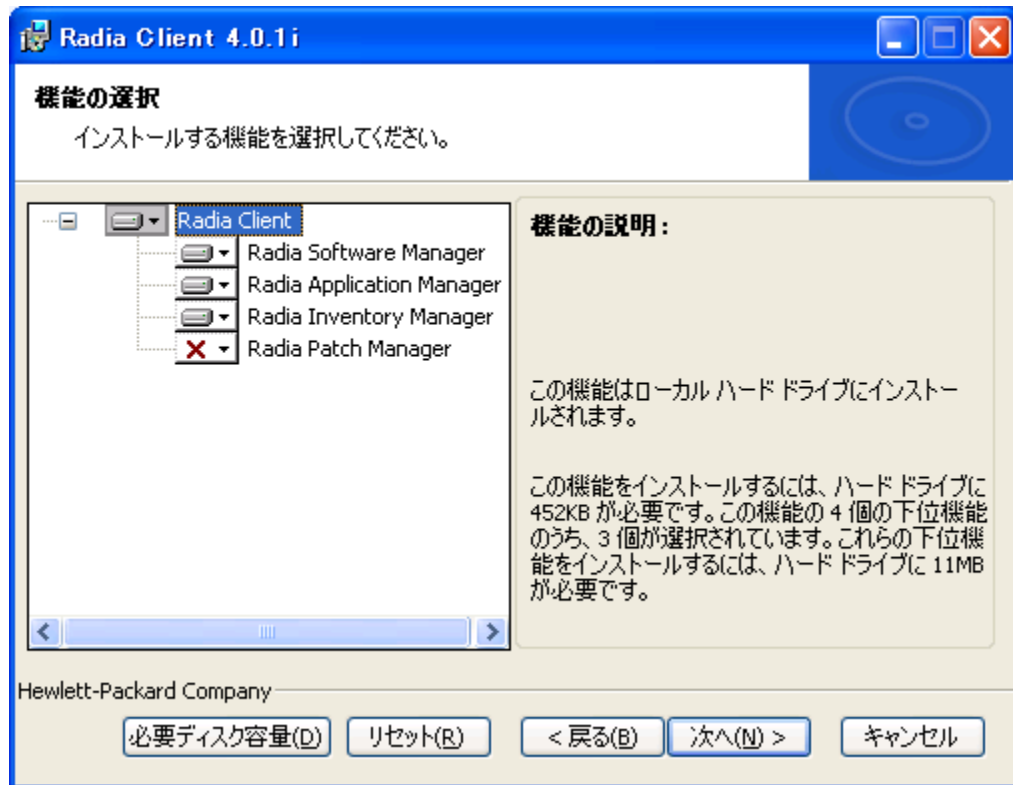 Radia Client 4.0.1i
機能の選択
インストールする機能を選択してください。
Radia Client
Radia Software Manager
Radia Application Manager
Radia Inventory Manager
Radia Patch Manager
機能の説明:
この機能はローカル ハード ドライブにインストー
ルされます。
この機能をインストールするには、ハード ドライブに
452KB が必要です。この機能の 4 個の下位機能
のうち、3 個が選択されています。これらの下位機
能をインストールするには、ハード ドライブに 11MB
が必要です。
Hewlett-Packard Company
必要ディスク容量(D)
リセット(R)
< 戻る(B)
次へ(N) >
キャンセル